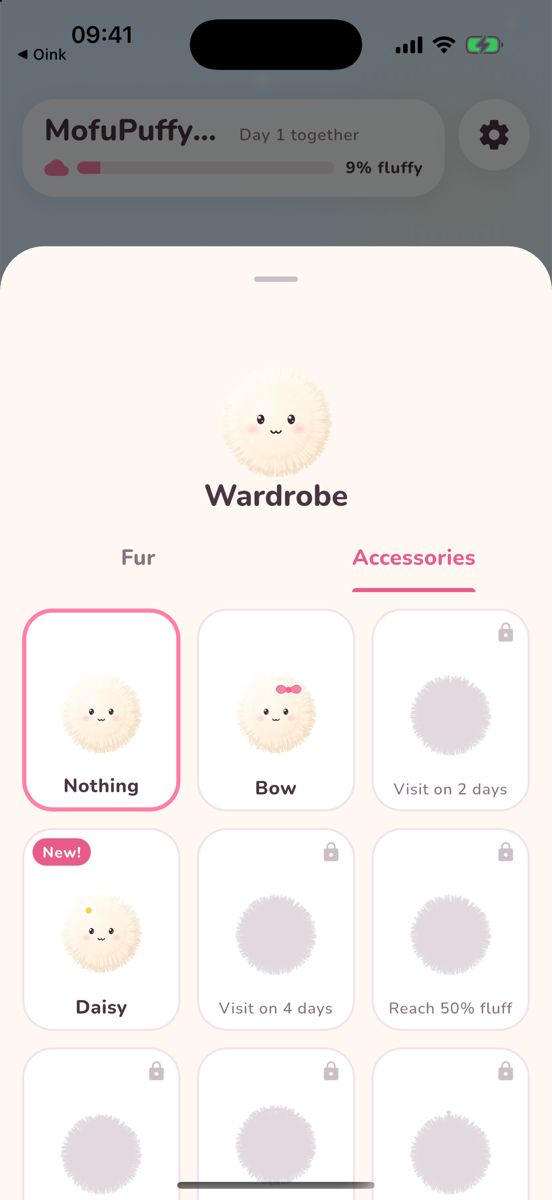 09:41
◀ Oink
MofuPuffy... Day 1 together
9% fluffy
Wardrobe
Fur Accessories
Nothing Bow Visit on 2 days
New!
Daisy Visit on 4 days Reach 50% fluff